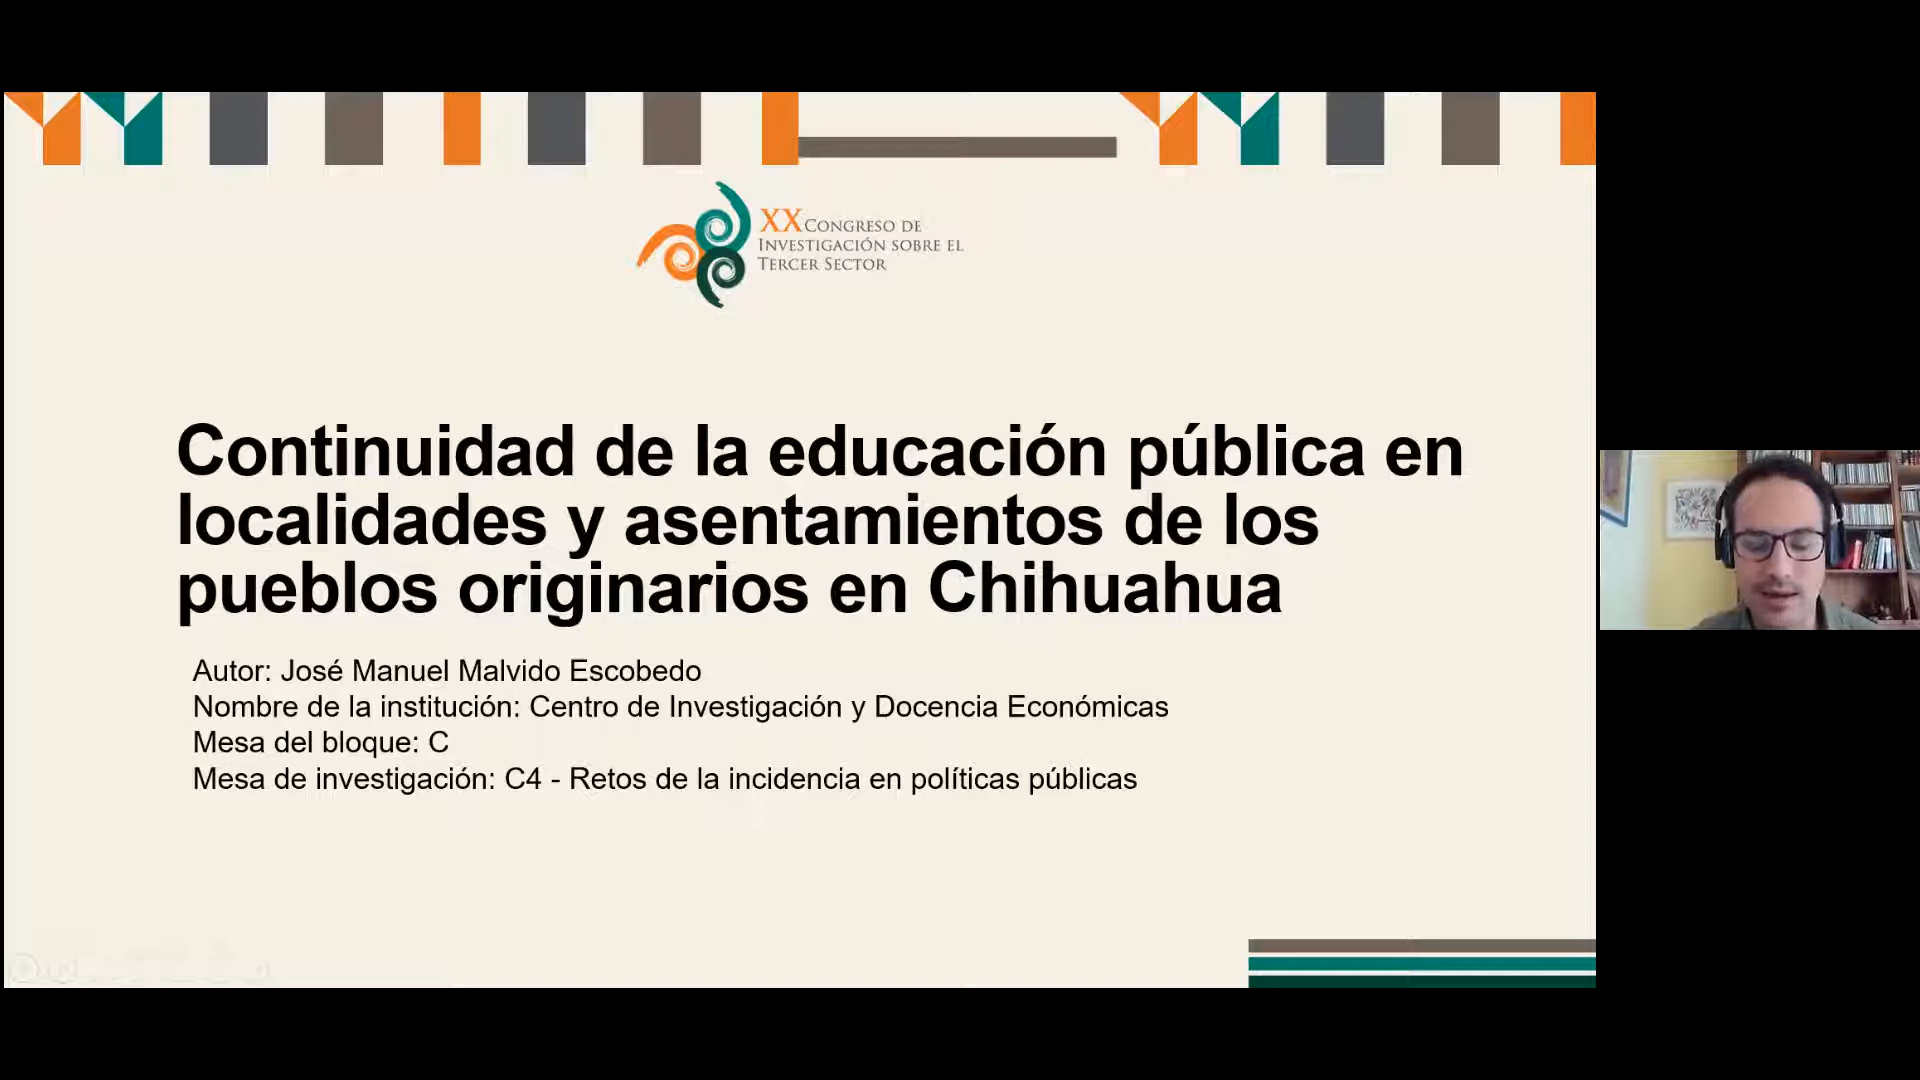 XX CONGRESO DE
INVESTIGACIÓN SOBRE EL
TERCER SECTOR
Continuidad de la educación pública en
localidades y asentamientos de los
pueblos originarios en Chihuahua
Autor: José Manuel Malvido Escobedo
Nombre de la institución: Centro de Investigación y Docencia Económicas
Mesa del bloque: C
Mesa de investigación: C4 - Retos de la incidencia en políticas públicas